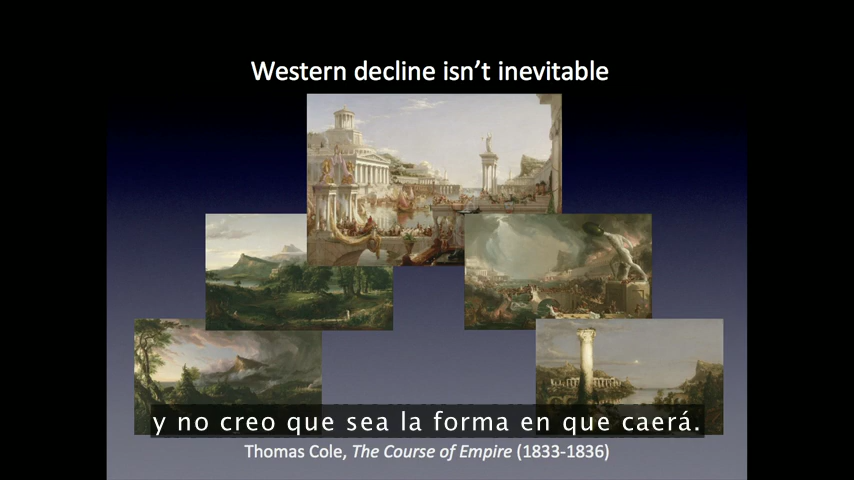 Western decline isn't inevitable
y no creo que sea la forma en que caerá.
Thomas Cole, The Course of Empire (1833-1836)